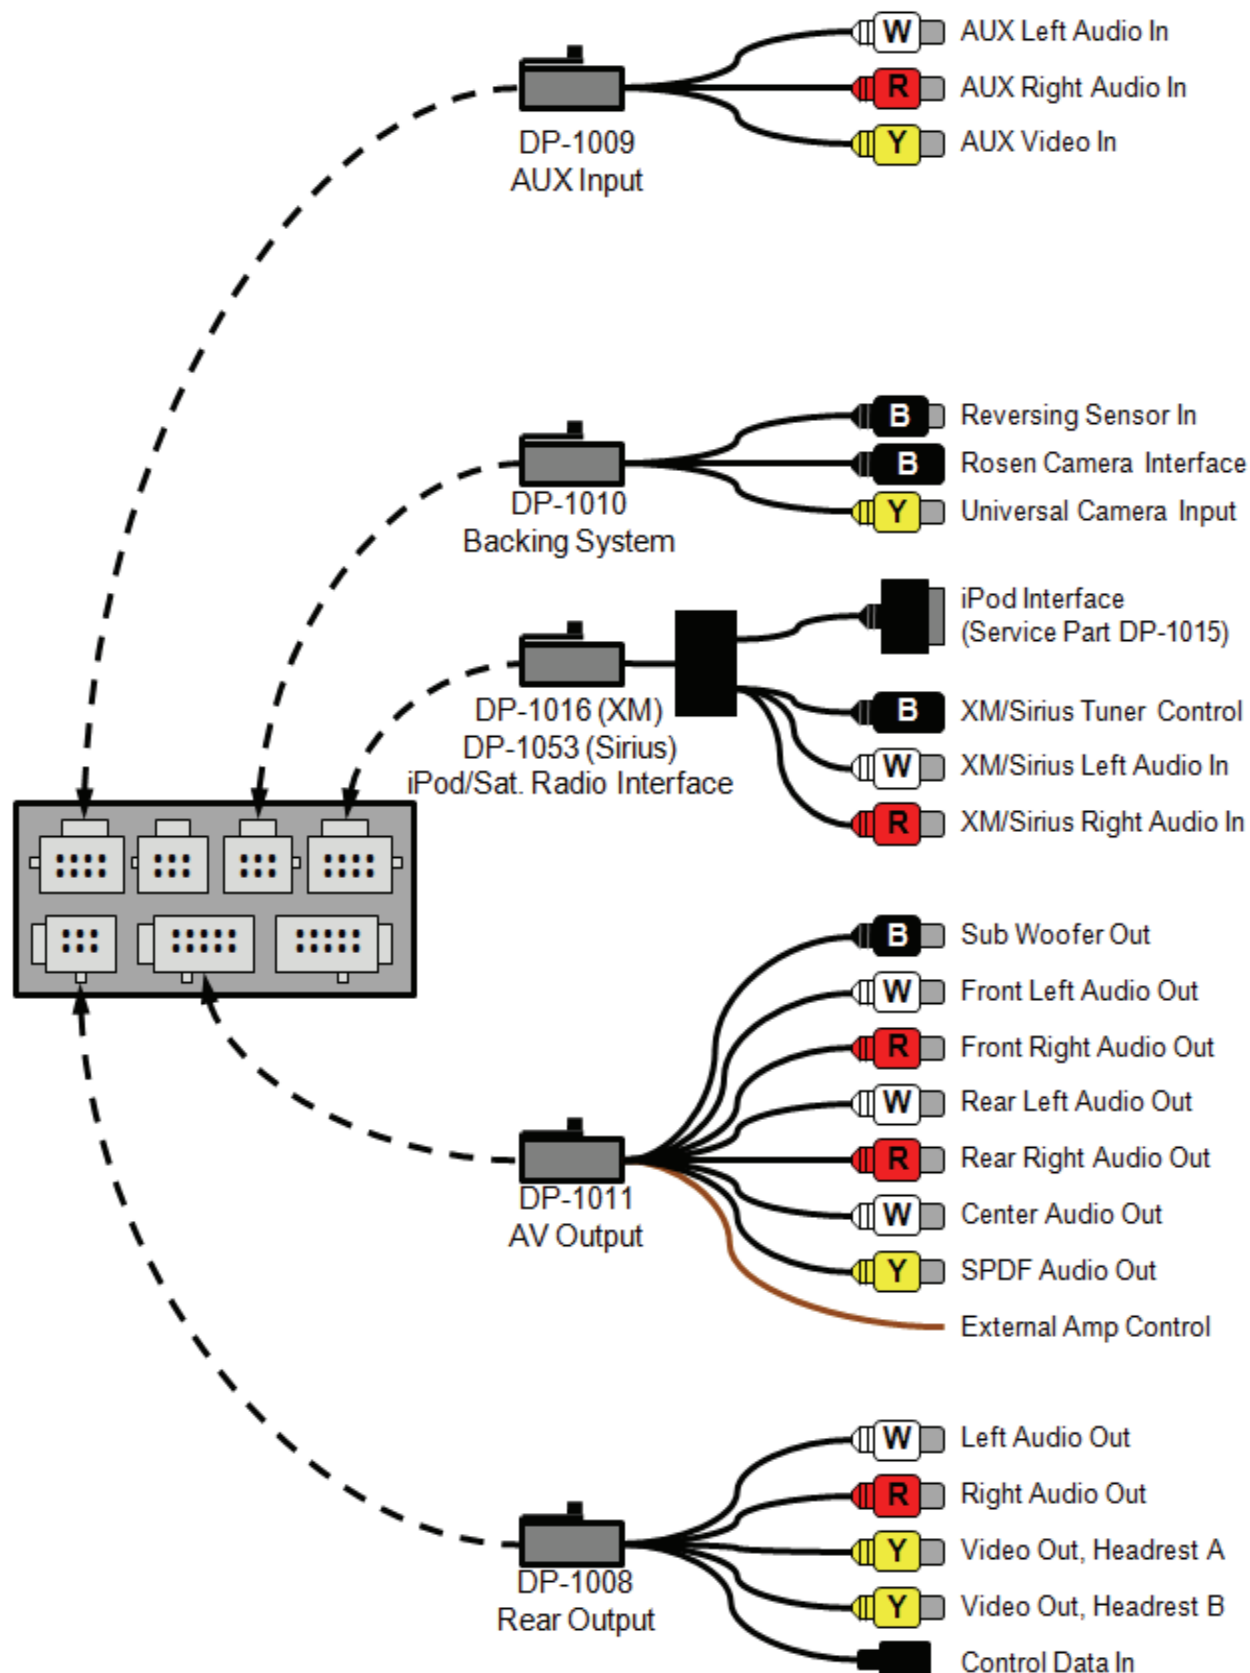 W AUX Left Audio In
R AUX Right Audio In
Y AUX Video In
DP-1009
AUX Input
B Reversing Sensor In
B Rosen Camera Interface
Y Universal Camera Input
DP-1010
Backing System
iPod Interface
(Service Part DP-1015)
B XM/Sirius Tuner Control
W XM/Sirius Left Audio In
R XM/Sirius Right Audio In
DP-1016 (XM)
DP-1053 (Sirius)
iPod/Sat. Radio Interface
B Sub Woofer Out
W Front Left Audio Out
R Front Right Audio Out
W Rear Left Audio Out
R Rear Right Audio Out
W Center Audio Out
Y SPDF Audio Out
External Amp Control
DP-1011
AV Output
W Left Audio Out
R Right Audio Out
Y Video Out, Headrest A
Y Video Out, Headrest B
Control Data In
DP-1008
Rear Output